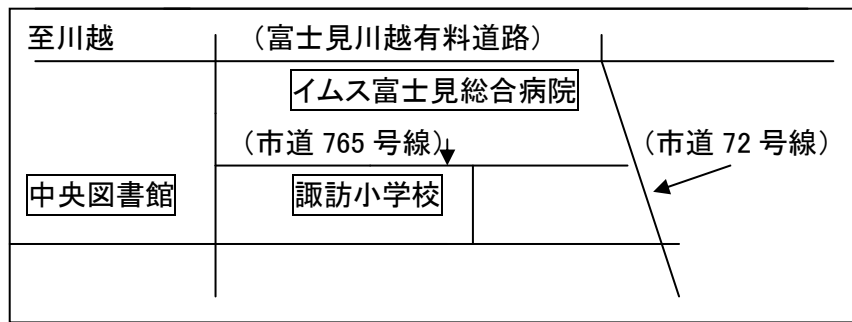 至川越 (富士見川越有料道路)
イムス富士見総合病院
(市道 765 号線) (市道 72 号線)
中央図書館 諏訪小学校